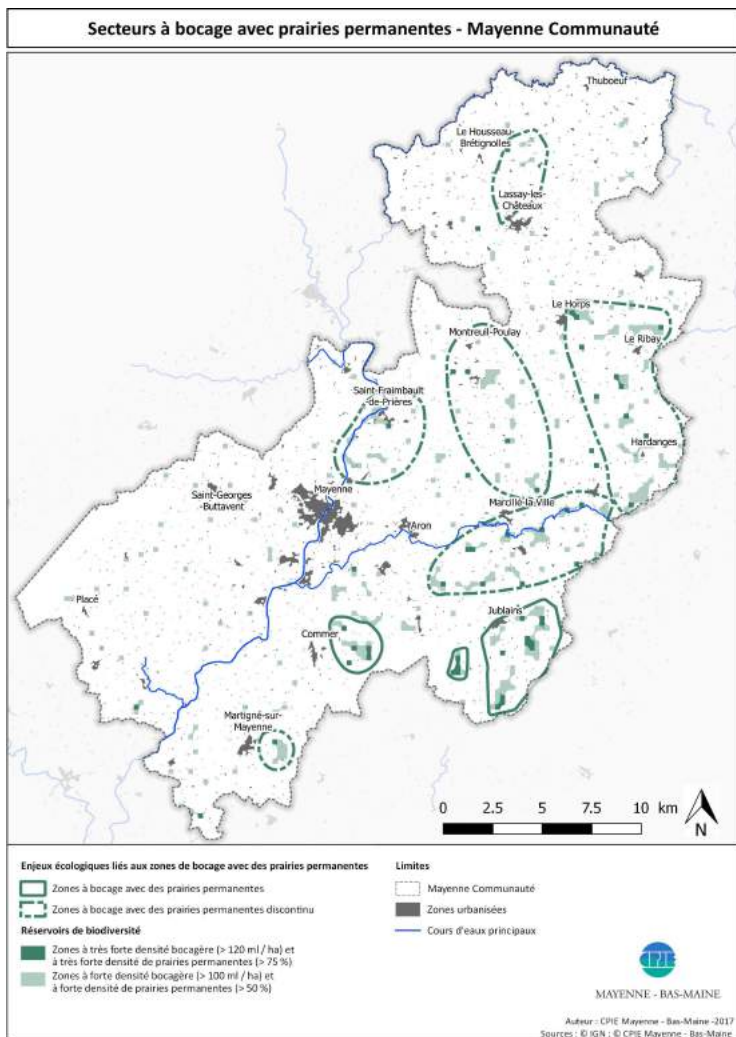 Secteurs à bocage avec prairies permanentes - Mayenne Communauté
Thuboeuf
Le Housseau-
Brétignolles
Lassay-les-
Châteaux
Le Horps
Montreuil-Poulay
Le Ribay
Saint-Fraimbault
-de-Prières
Hardanges
Mayenne
Saint-Georges-
Buttavent
Marcillé-la-Ville
Aron
Placé
Jublains
Commer
Martigné-sur-
Mayenne
0 2.5 5 7.5 10 km
N
Enjeux écologiques liés aux zones de bocage avec des prairies permanentes
Zones à bocage avec des prairies permanentes
Zones à bocage avec des prairies permanentes discontinu
Réservoirs de biodiversité
Zones à très forte densité bocagère (> 120 ml / ha) et
à très forte densité de prairies permanentes (> 75 %)
Zones à forte densité bocagère (> 100 ml / ha) et
à forte densité de prairies permanentes (> 50 %)
Limites
Mayenne Communauté
Zones urbanisées
Cours d'eaux principaux
CPIE
MAYENNE - BAS-MAINE
Auteur : CPIE Mayenne - Bas-Maine -2017
Sources : © IGN ; © CPIE Mayenne - Bas-Maine